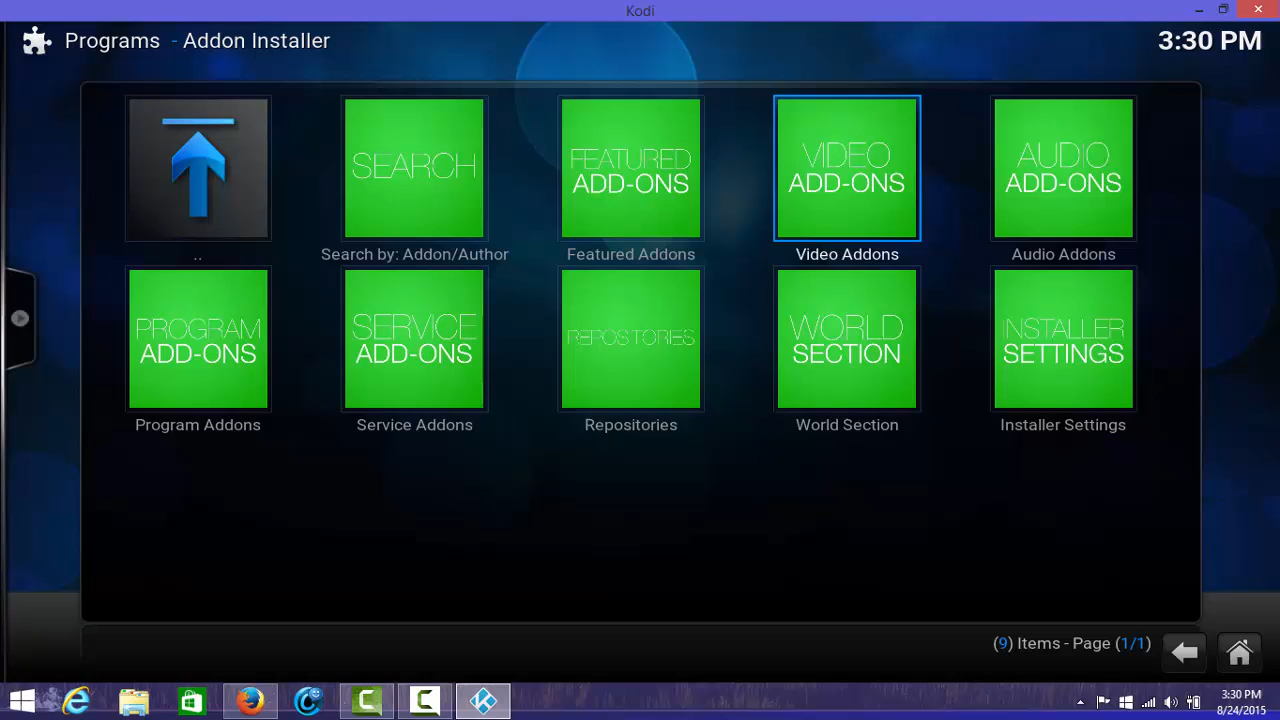 Kodi
Programs - Addon Installer
3:30 PM
SEARCH
FEATURED
ADD-ONS
VIDEO
ADD-ONS
AUDIO
ADD-ONS
..
Search by: Addon/Author
Featured Addons
Video Addons
Audio Addons
PROGRAM
ADD-ONS
SERVICE
ADD-ONS
REPOSITORIES
WORLD
SECTION
INSTALLER
SETTINGS
Program Addons
Service Addons
Repositories
World Section
Installer Settings
(9) Items - Page (1/1)
3:30 PM
8/24/2015